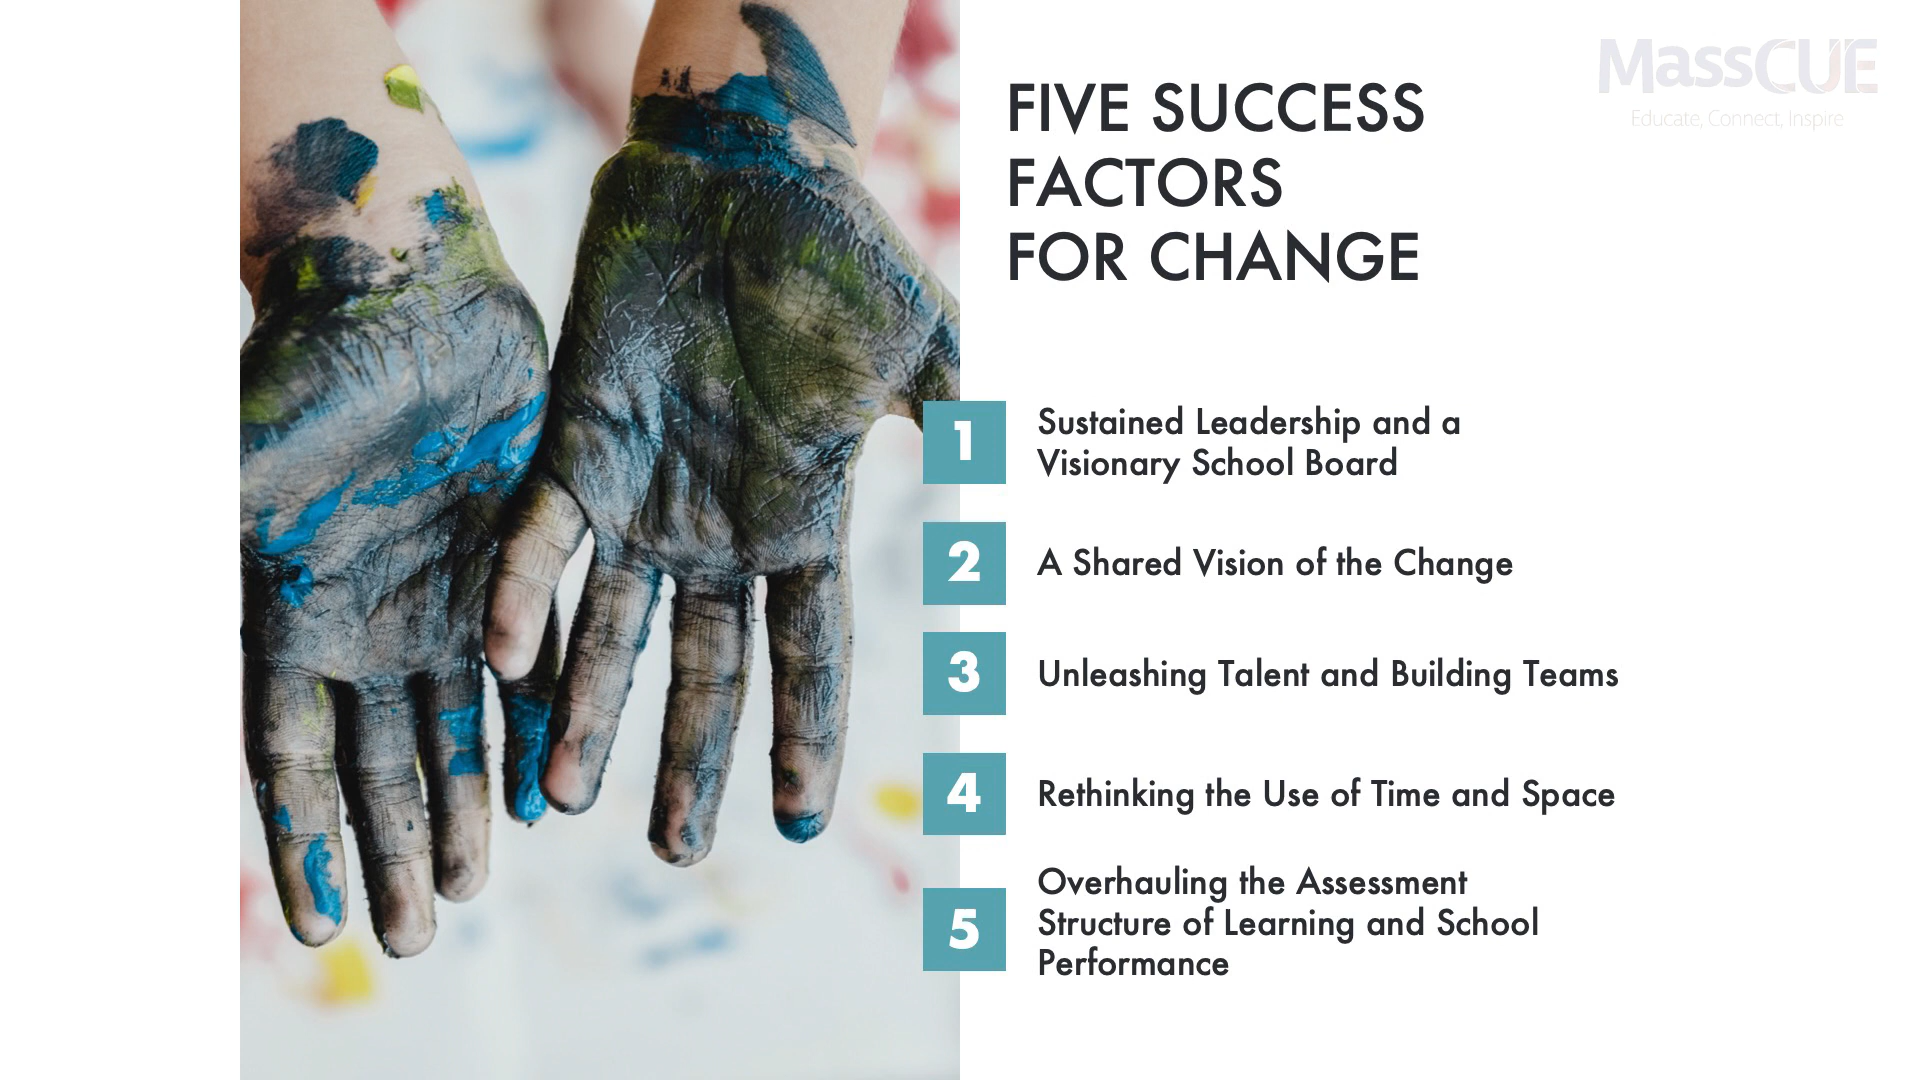 MassCUE
Educate, Connect, Inspire
FIVE SUCCESS
FACTORS
FOR CHANGE
1
Sustained Leadership and a
Visionary School Board
2
A Shared Vision of the Change
3
Unleashing Talent and Building Teams
4
Rethinking the Use of Time and Space
5
Overhauling the Assessment
Structure of Learning and School
Performance